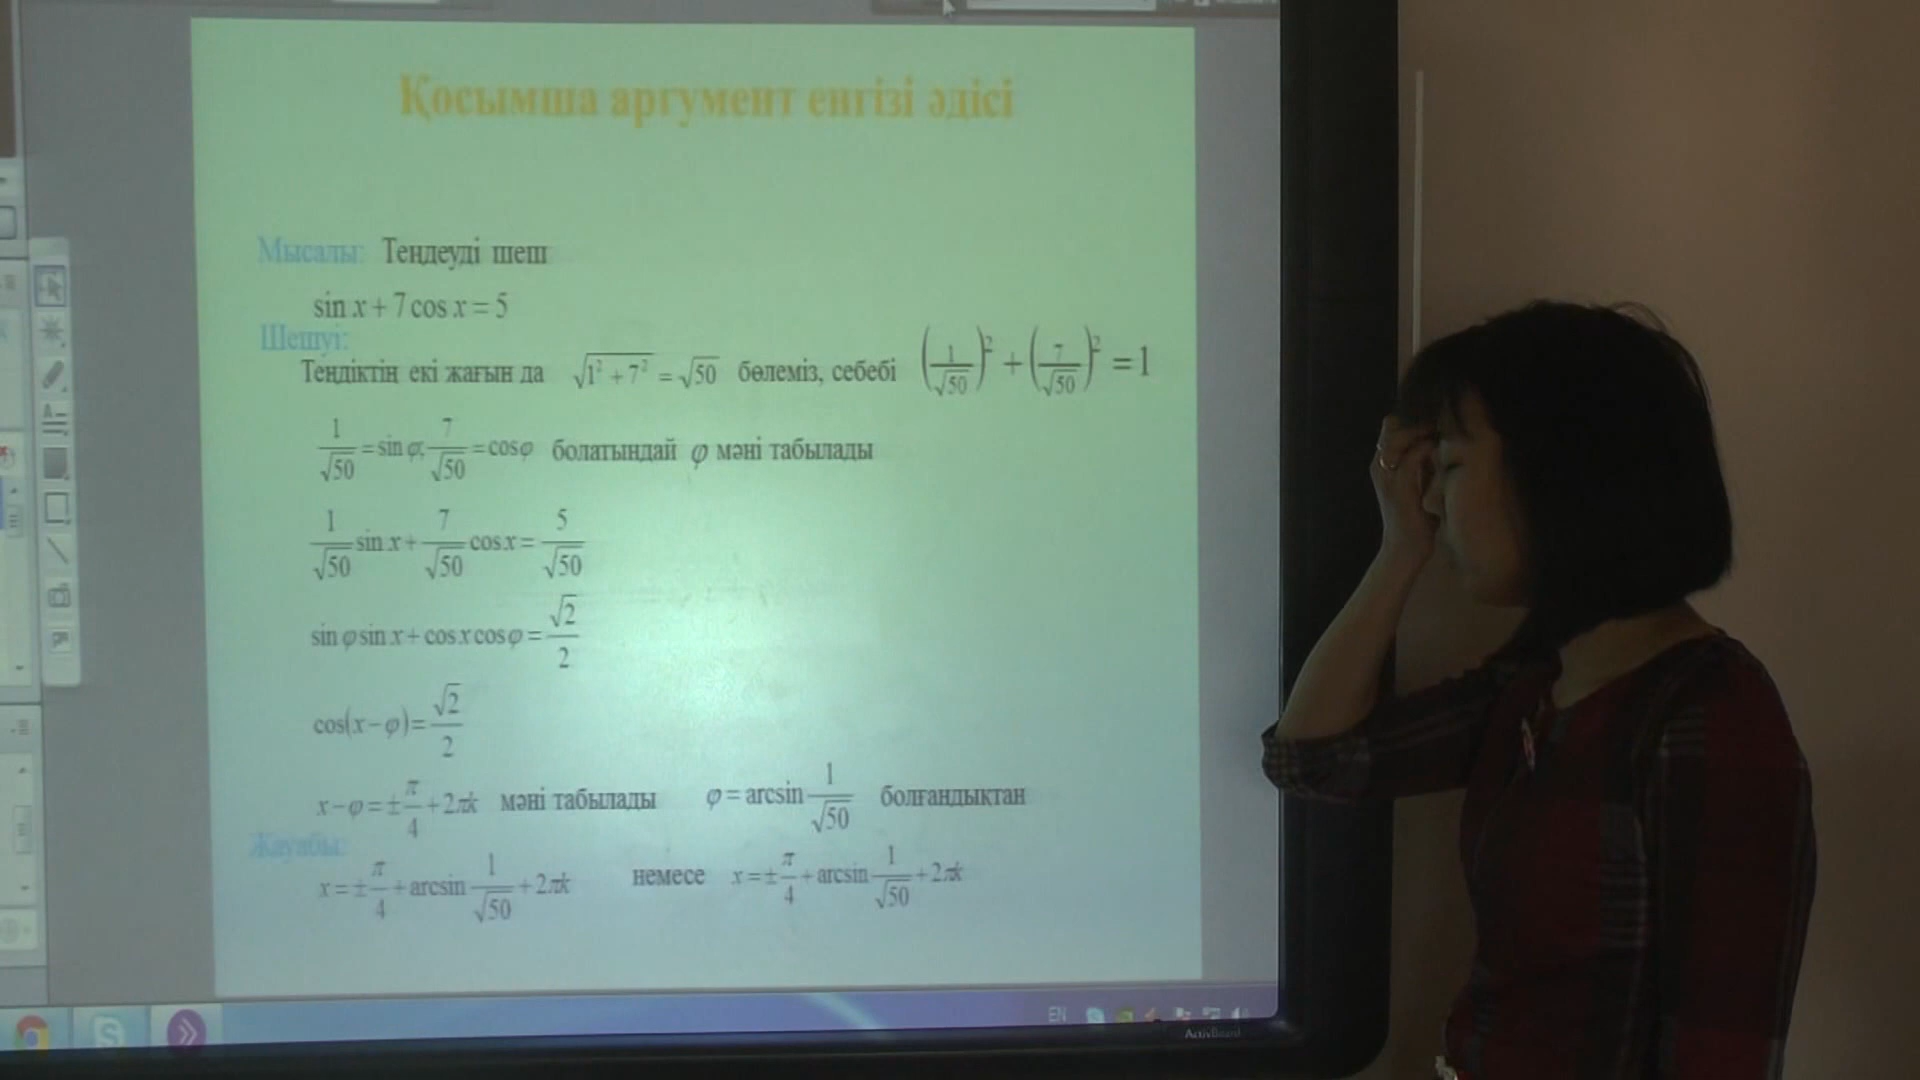 Қосымша аргумент енгізі әдісі
Мысалы: Теңдеуді шеш
sin x + 7 cos x = 5
Шешуі:
Теңдіктің екі жағын да √(1² + 7²) = √50 бөлеміз, себебі (1/√50)² + (7/√50)² = 1
1/√50 = sin φ, 7/√50 = cos φ болатындай φ мәні табылады
1/√50 sin x + 7/√50 cos x = 5/√50
sin φ sin x + cos x cos φ = √2/2
cos(x − φ) = √2/2
x − φ = ± π/4 + 2πk мәні табылады φ = arcsin 1/√50 болғандықтан
Жауабы:
x = ± π/4 + arcsin 1/√50 + 2πk немесе x = ± π/4 + arcsin 1/√50 + 2πk
EN
ActivBoard